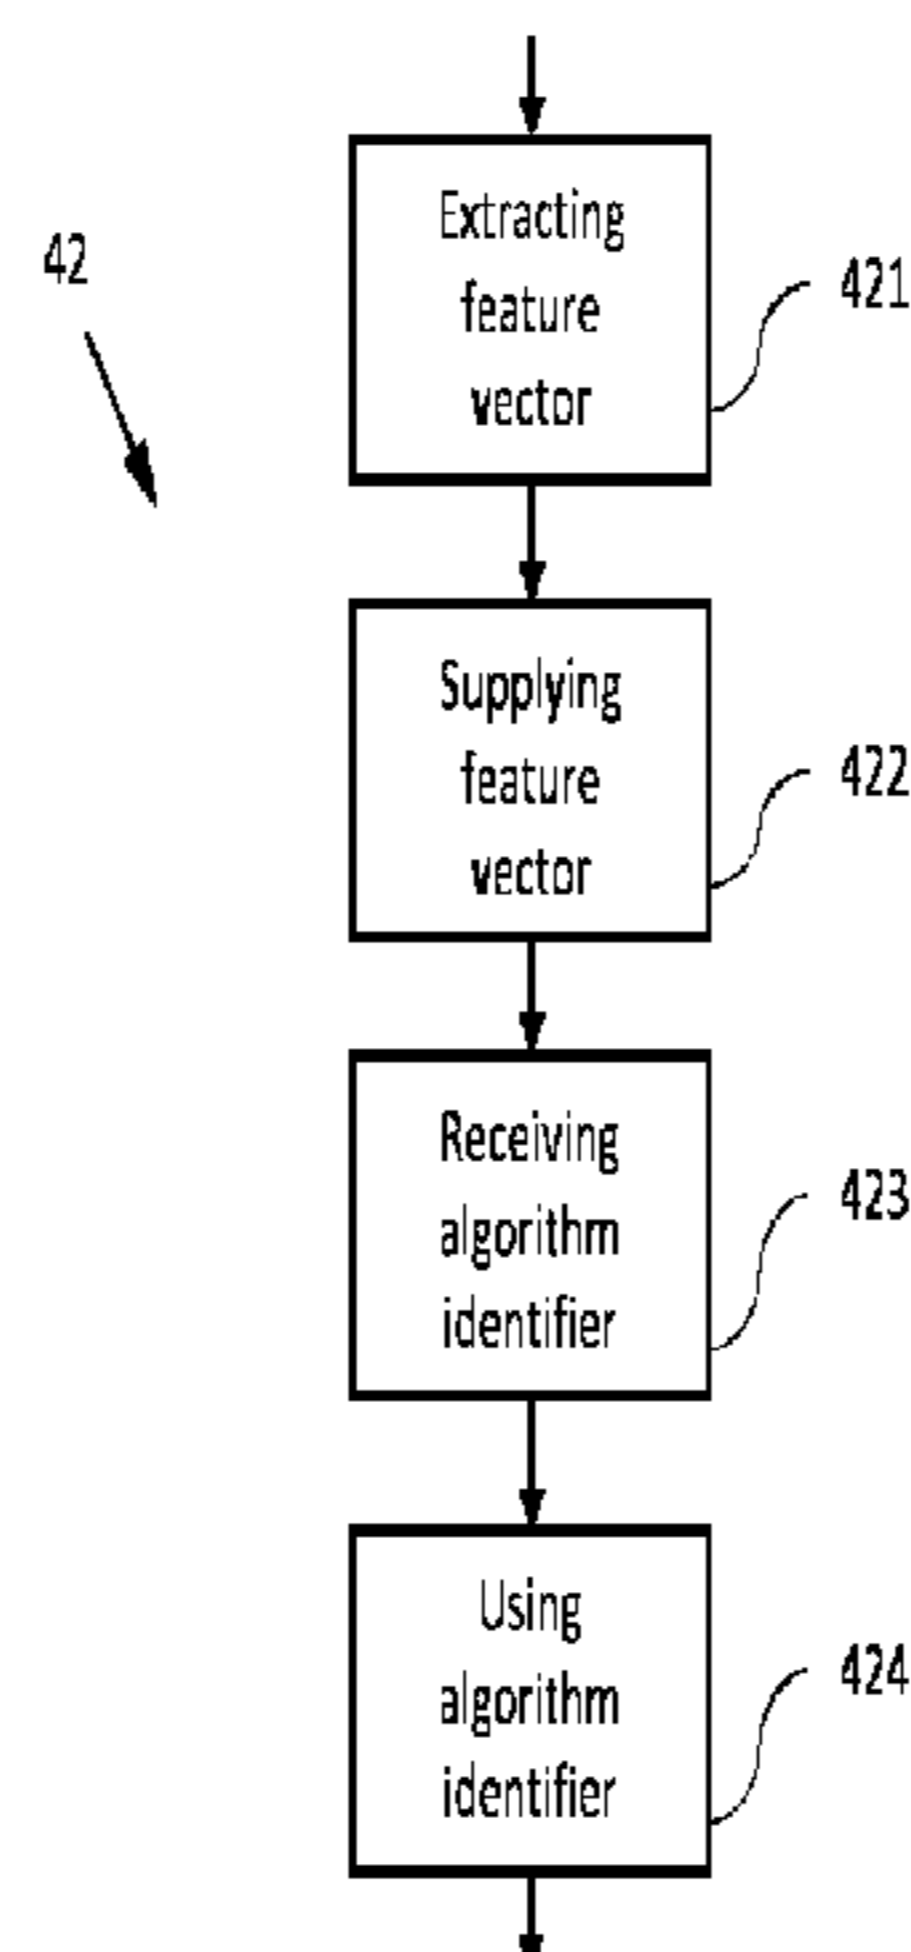 42
Extracting
feature
vector
421
Supplying
feature
vector
422
Receiving
algorithm
identifier
423
Using
algorithm
identifier
424